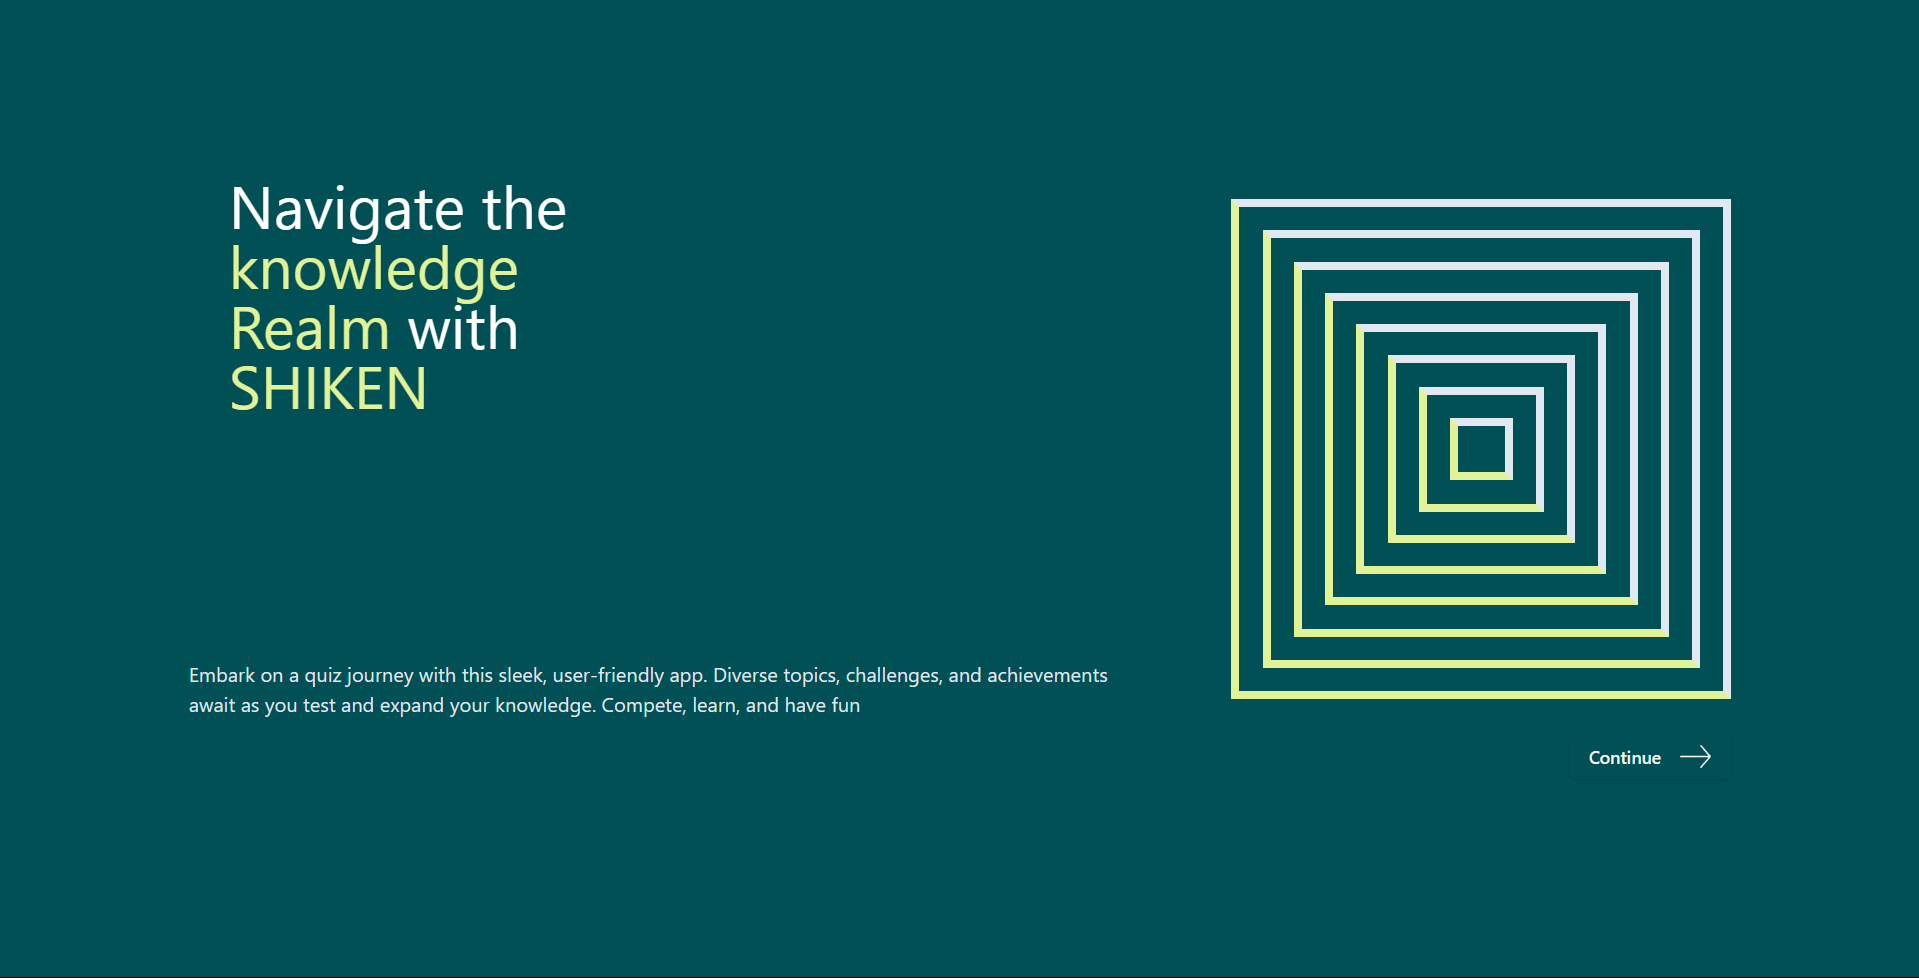 Navigate the
knowledge
Realm with
SHIKEN
Embark on a quiz journey with this sleek, user-friendly app. Diverse topics, challenges, and achievements
await as you test and expand your knowledge. Compete, learn, and have fun
Continue